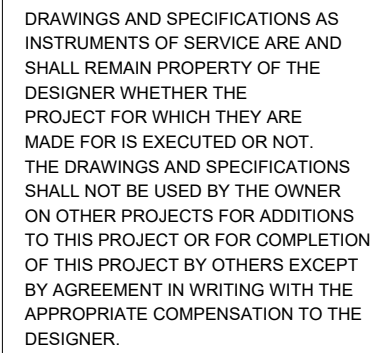 DRAWINGS AND SPECIFICATIONS AS
INSTRUMENTS OF SERVICE ARE AND
SHALL REMAIN PROPERTY OF THE
DESIGNER WHETHER THE
PROJECT FOR WHICH THEY ARE
MADE FOR IS EXECUTED OR NOT.
THE DRAWINGS AND SPECIFICATIONS
SHALL NOT BE USED BY THE OWNER
ON OTHER PROJECTS FOR ADDITIONS
TO THIS PROJECT OR FOR COMPLETION
OF THIS PROJECT BY OTHERS EXCEPT
BY AGREEMENT IN WRITING WITH THE
APPROPRIATE COMPENSATION TO THE
DESIGNER.